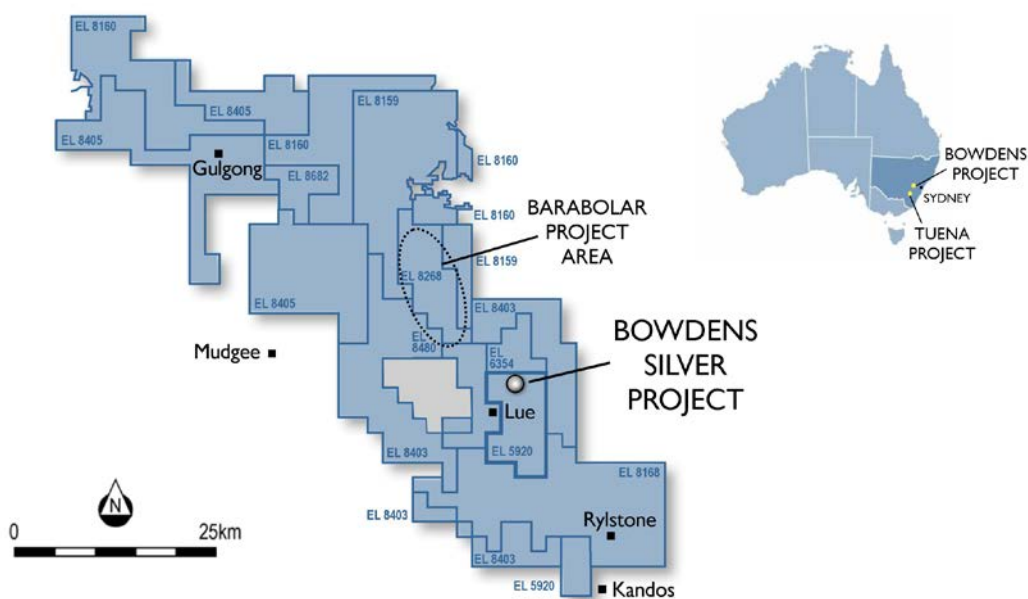 EL 8160
EL 8405
EL 8159
EL 8405
EL 8160
Gulgong
EL 8682
EL 8160
EL 8160
BARABOLAR
PROJECT
AREA
EL 8159
EL 8268
EL 8405
EL 8403
Mudgee
EL
8480
EL
6354
BOWDENS
SILVER
PROJECT
Lue
EL 8403
EL 5920
EL 8168
EL 8403
Rylstone
EL 8403
EL 5920
Kandos
N
0 25km
BOWDENS
PROJECT
SYDNEY
TUENA
PROJECT